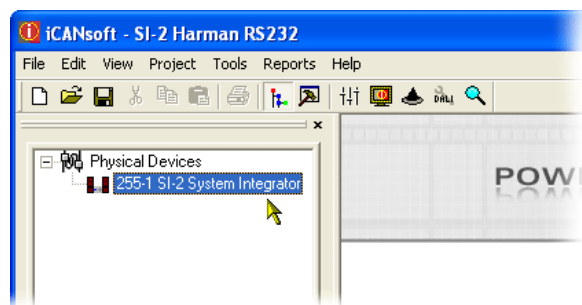 iCANsoft - SI-2 Harman RS232
File Edit View Project Tools Reports Help
DALI
Physical Devices
255-1 SI-2 System Integrator
POWE